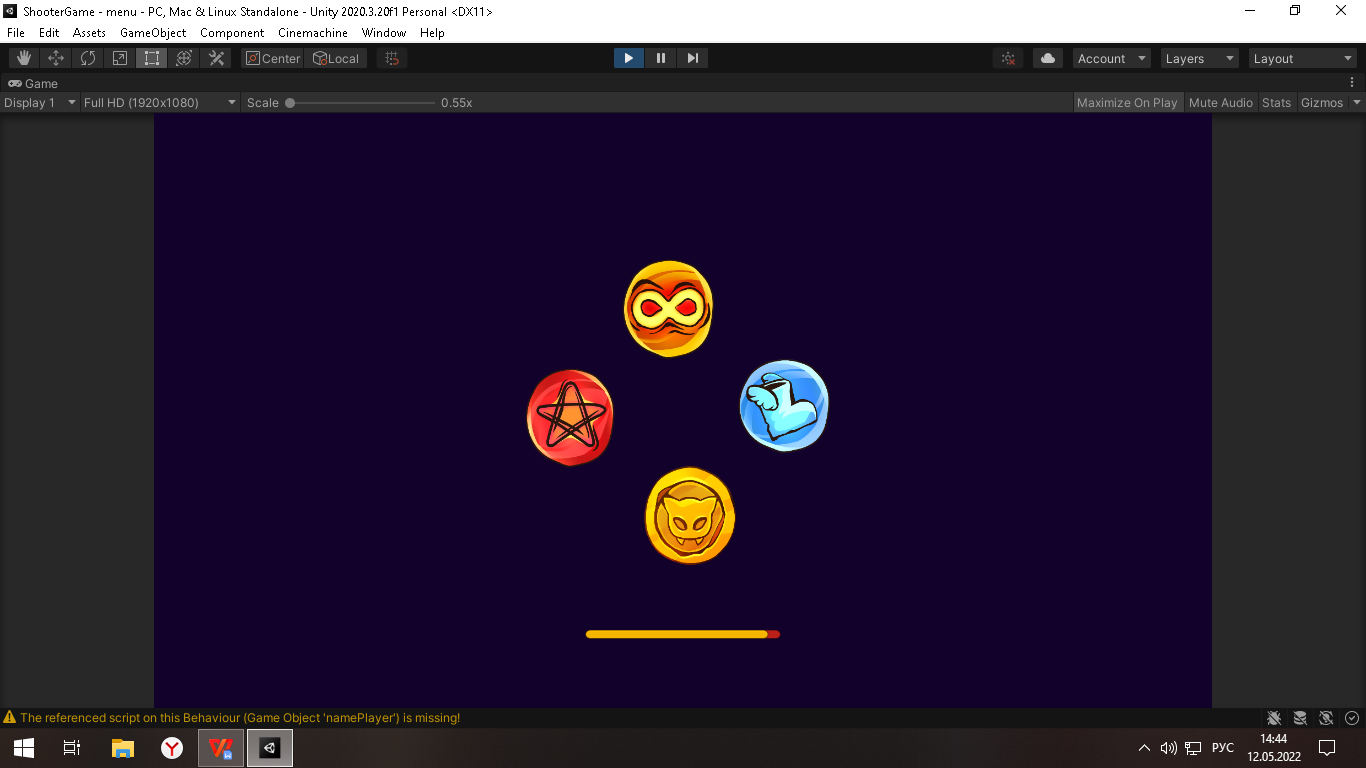 ShooterGame - menu - PC, Mac & Linux Standalone - Unity 2020.3.20f1 Personal <DX11>
File Edit Assets GameObject Component Cinemachine Window Help
Center Local Account Layers Layout
Game
Display 1 Full HD (1920x1080) Scale 0.55x Maximize On Play Mute Audio Stats Gizmos
The referenced script on this Behaviour (Game Object 'namePlayer') is missing!
РУС
14:44
12.05.2022